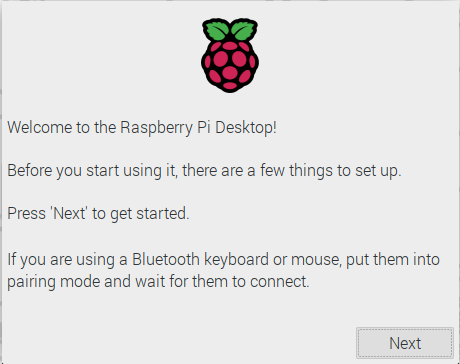 Welcome to the Raspberry Pi Desktop!
Before you start using it, there are a few things to set up.
Press 'Next' to get started.
If you are using a Bluetooth keyboard or mouse, put them into
pairing mode and wait for them to connect.
Next